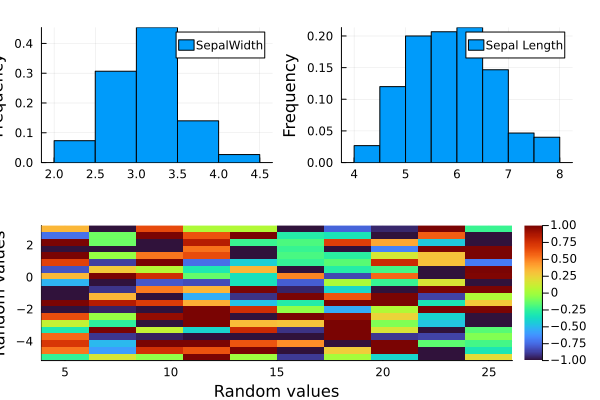 SepalWidth
Frequency
0.4
0.3
0.2
0.1
0.0
2.0 2.5 3.0 3.5 4.0 4.5
Sepal Length
Frequency
0.20
0.15
0.10
0.05
0.00
4 5 6 7 8
Random values
2
0
−2
−4
5 10 15 20 25
Random values
1.00
0.75
0.50
0.25
0
−0.25
−0.50
−0.75
−1.00